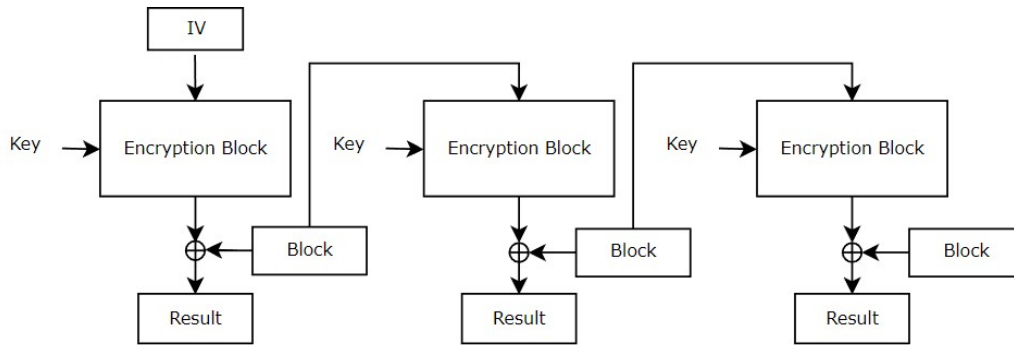 IV
Key
Encryption Block
Key
Encryption Block
Key
Encryption Block
Block
Block
Block
Result
Result
Result